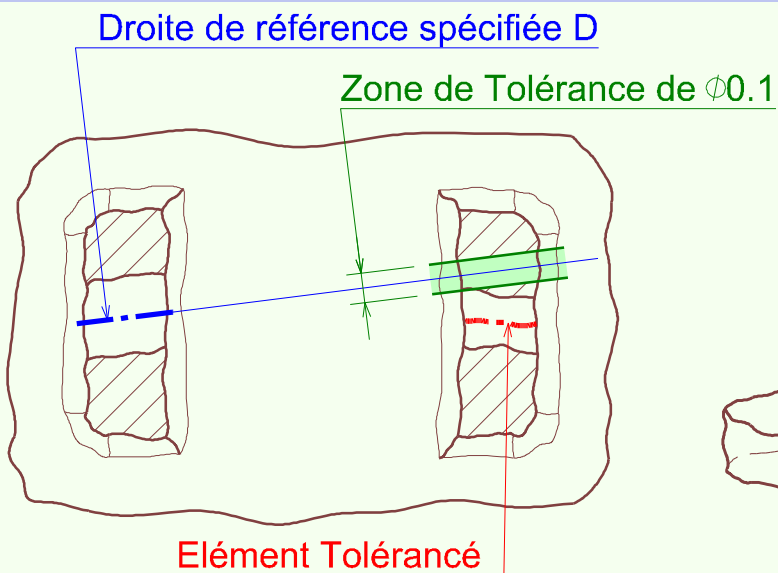 Droite de référence spécifiée D
Zone de Tolérance de ∅0.1
Elément Tolérancé